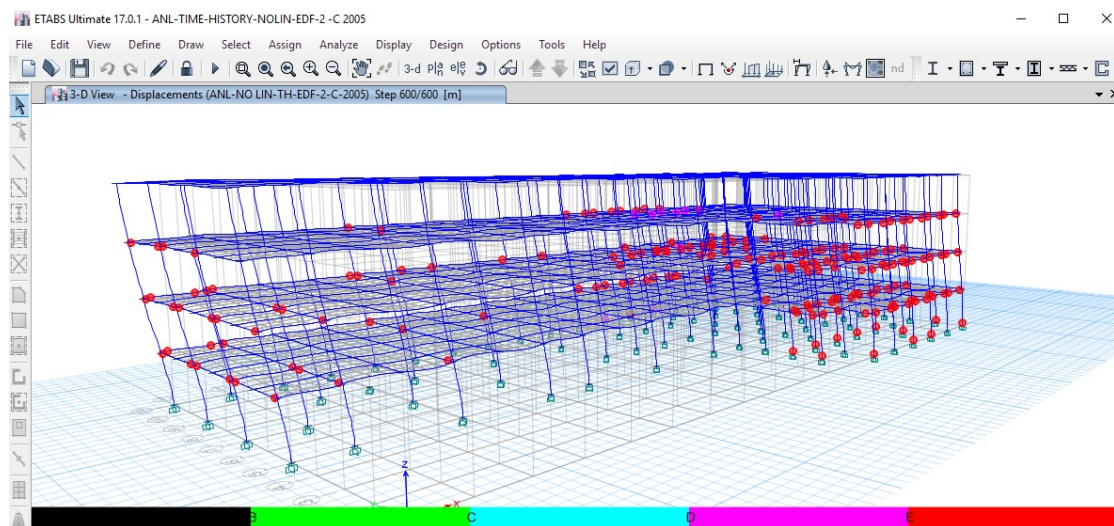 ETABS Ultimate 17.0.1 - ANL-TIME-HISTORY-NOLIN-EDF-2 -C 2005
File Edit View Define Draw Select Assign Analyze Display Design Options Tools Help
3-d nd
3-D View - Displacements (ANL-NO LIN-TH-EDF-2-C-2005) Step 600/600 [m]
Z
X
B C D E